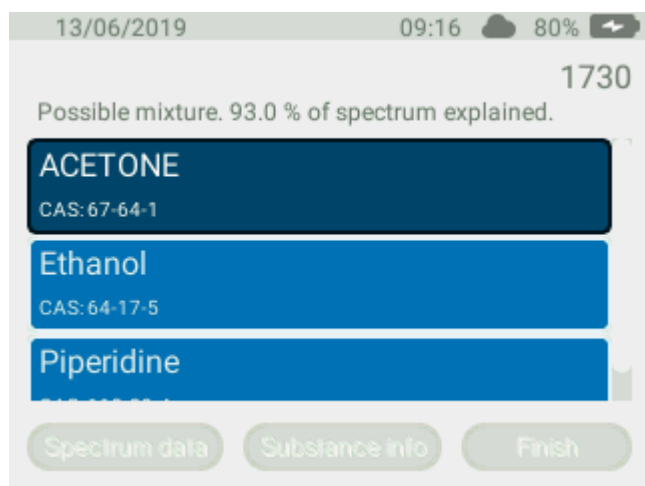 13/06/2019 09:16 80%
1730
Possible mixture. 93.0 % of spectrum explained.
ACETONE
CAS: 67-64-1
Ethanol
CAS: 64-17-5
Piperidine
Spectrum data Substance info Finish